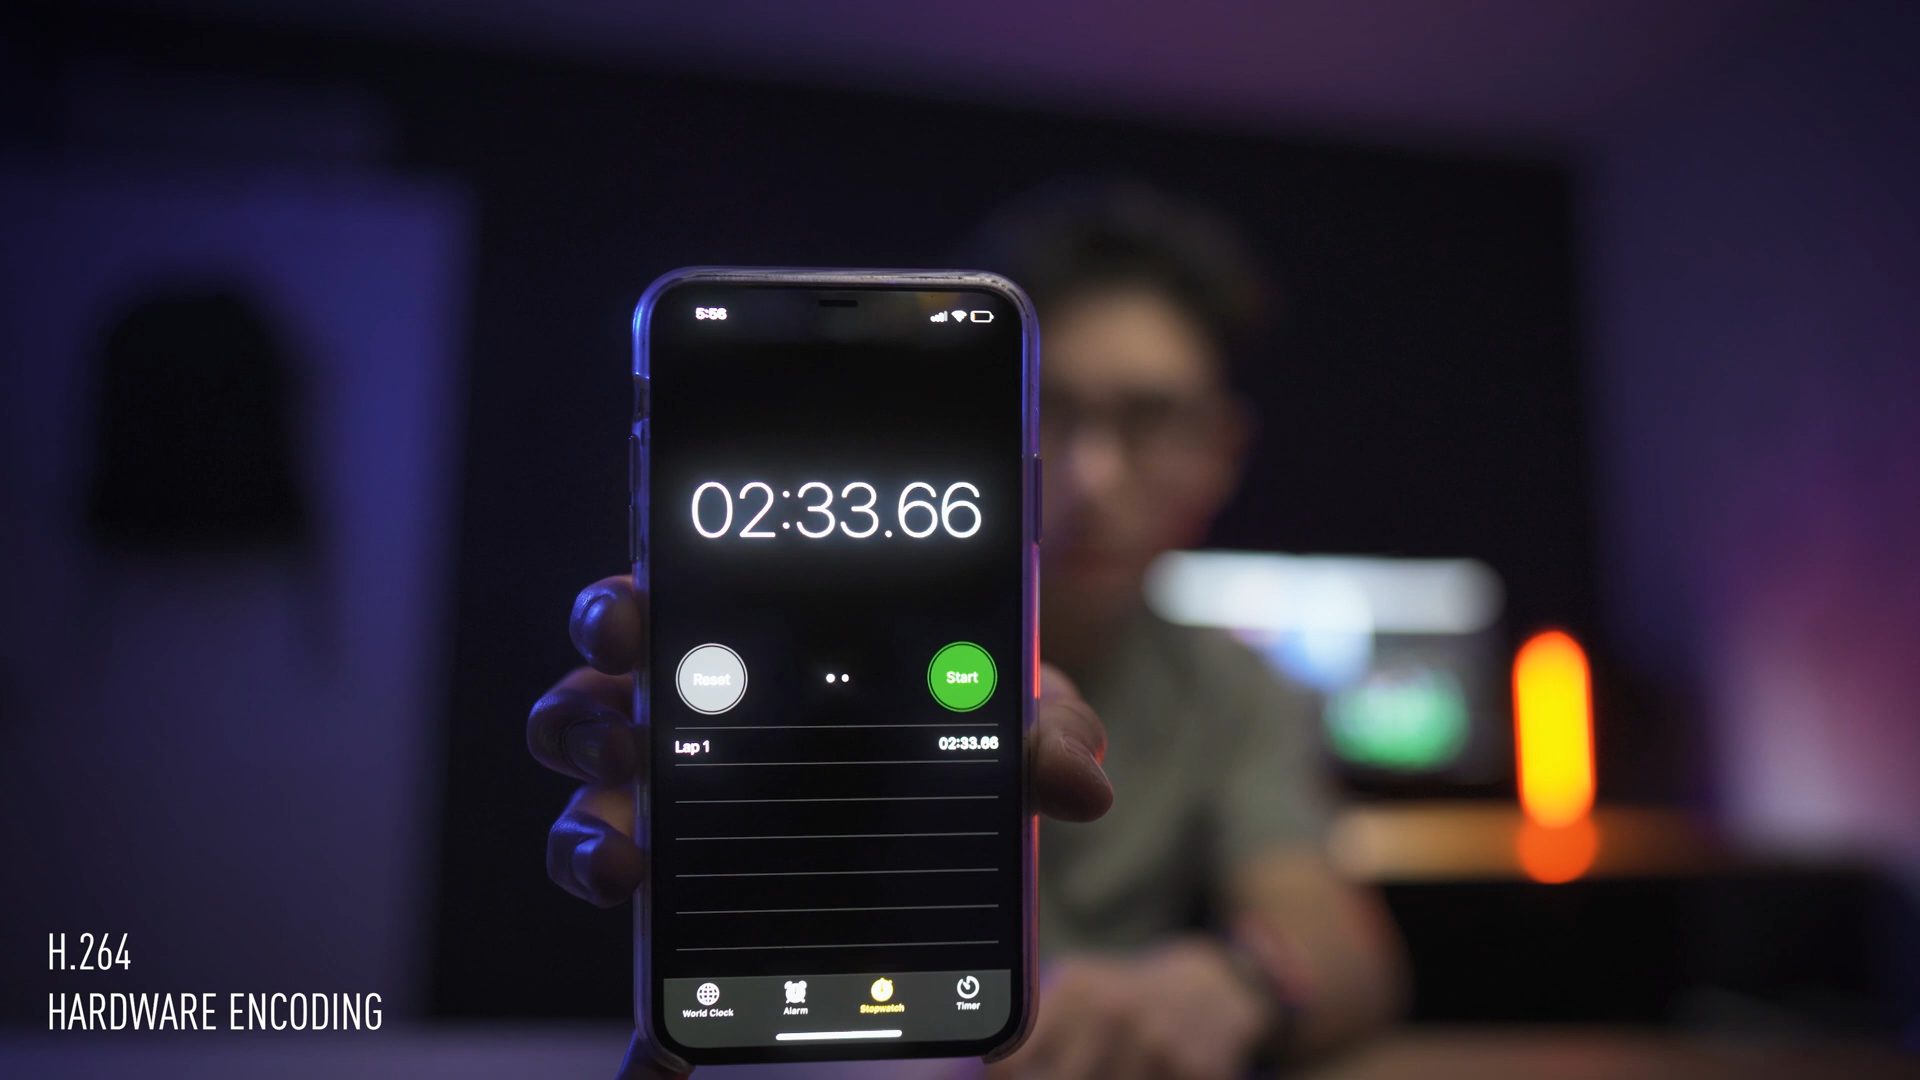 5:56
02:33.66
Reset
Start
Lap 1 02:33.66
World Clock Alarm Stopwatch Timer
H.264
HARDWARE ENCODING